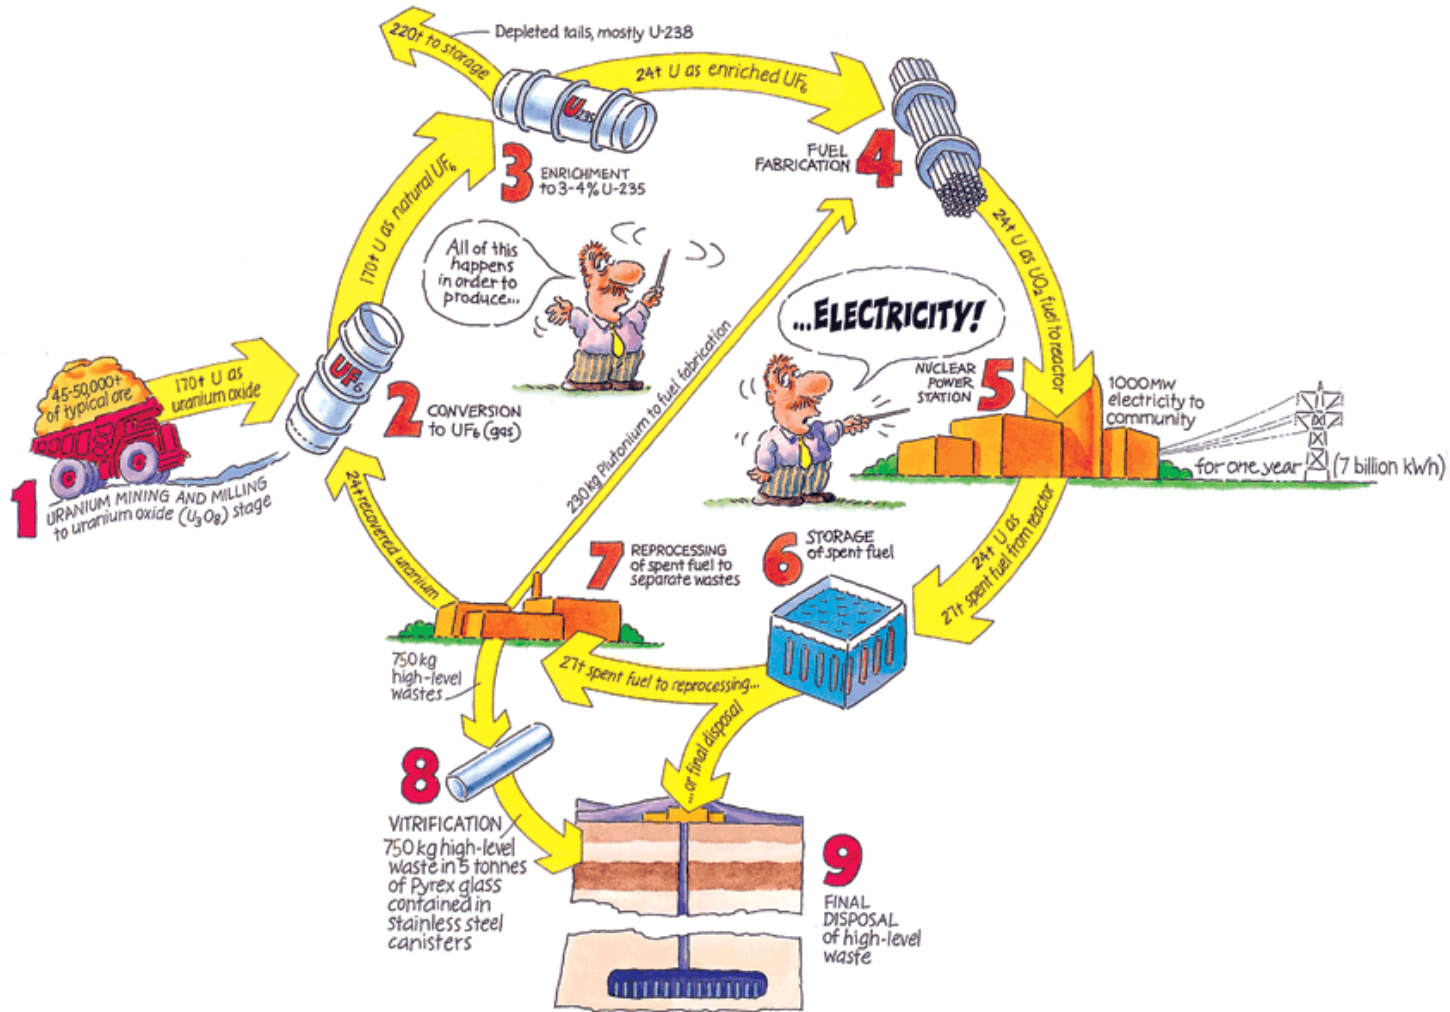 220t to storage
Depleted tails, mostly U-238
24t U as enriched UF₆
U235
3
ENRICHMENT
to 3-4% U-235
FUEL
FABRICATION
4
170t U as natural UF₆
24t U as UO₂ fuel to reactor
All of this
happens
in order to
produce...
...ELECTRICITY!
45-50,000t
of typical ore
170t U as
uranium oxide
UF₆
2
CONVERSION
to UF₆ (gas)
1
URANIUM MINING AND MILLING
to uranium oxide (U₃O₈) stage
230kg Plutonium to fuel fabrication
NUCLEAR
POWER
STATION
5
1000MW
electricity to
community
for one year
(7 billion kWh)
24t U as
27t spent fuel from reactor
24t recovered uranium
7
REPROCESSING
of spent fuel to
separate wastes
6
STORAGE
of spent fuel
27t spent fuel to reprocessing...
...or final disposal
750kg
high-level
wastes
8
VITRIFICATION
750kg high-level
waste in 5 tonnes
of Pyrex glass
contained in
stainless steel
canisters
9
FINAL
DISPOSAL
of high-level
waste